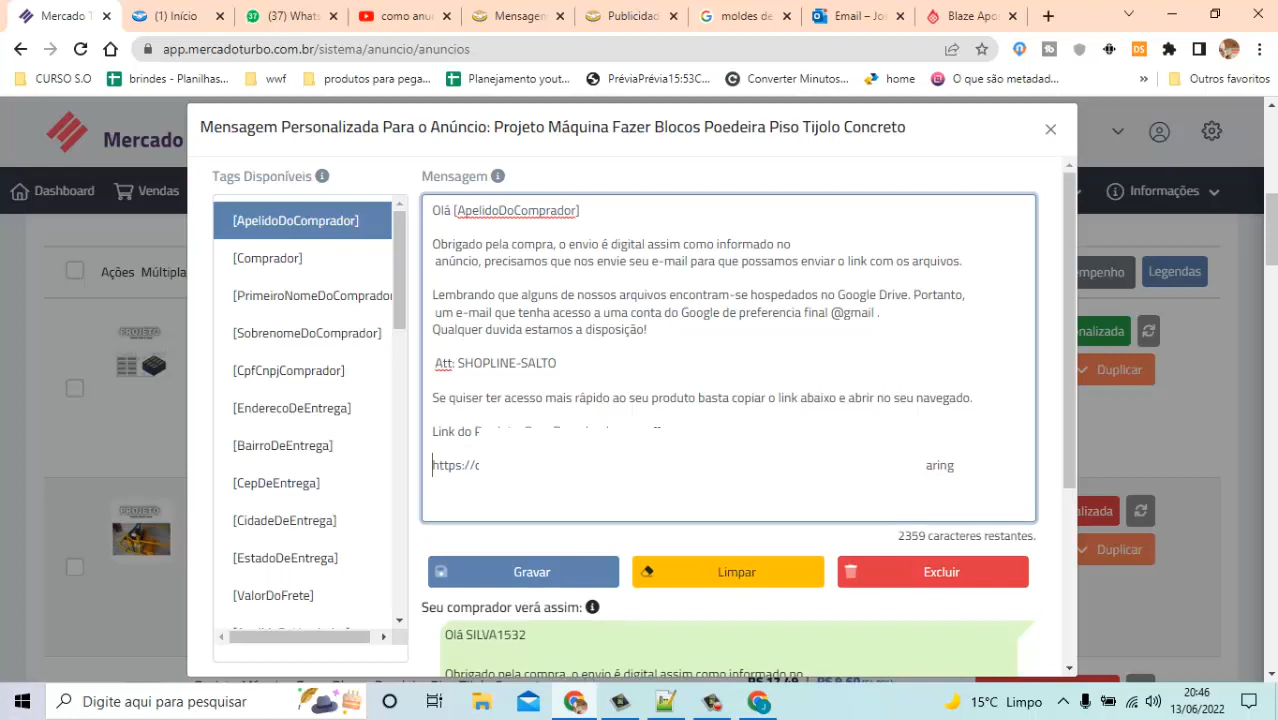 Mercado T
(1) Início
(37) Whats
como anu
Mensagem
Publicidad
moldes de
Email – Jos
Blaze Apos
app.mercadoturbo.com.br/sistema/anuncio/anuncios
CURSO S.O
brindes - Planilhas...
wwf
produtos para pega...
Planejamento yout...
PréviaPrévia15:53C...
Converter Minutos...
home
O que são metadad...
»
Outros favoritos
Mercado
Mensagem Personalizada Para o Anúncio: Projeto Máquina Fazer Blocos Poedeira Piso Tijolo Concreto
Dashboard
Vendas
Informações
Tags Disponíveis
Mensagem
[ApelidoDoComprador]
[Comprador]
[PrimeiroNomeDoComprador
[SobrenomeDoComprador]
[CpfCnpjComprador]
[EnderecoDeEntrega]
[BairroDeEntrega]
[CepDeEntrega]
[CidadeDeEntrega]
[EstadoDeEntrega]
[ValorDoFrete]
Olá [ApelidoDoComprador]
Obrigado pela compra, o envio é digital assim como informado no
anúncio, precisamos que nos envie seu e-mail para que possamos enviar o link com os arquivos.
Lembrando que alguns de nossos arquivos encontram-se hospedados no Google Drive. Portanto,
um e-mail que tenha acesso a uma conta do Google de preferencia final @gmail .
Qualquer duvida estamos a disposição!
Att: SHOPLINE-SALTO
Se quiser ter acesso mais rápido ao seu produto basta copiar o link abaixo e abrir no seu navegado.
Link do
https://
aring
2359 caracteres restantes.
Gravar
Limpar
Excluir
Seu comprador verá assim:
Olá SILVA1532
Obrigado pela compra, o envio é digital assim como informado no
Ações Múltipla
PROJETO
PROJETO
empenho
Legendas
nalizada
Duplicar
alizada
Duplicar
Digite aqui para pesquisar
15°C Limpo
20:46
13/06/2022